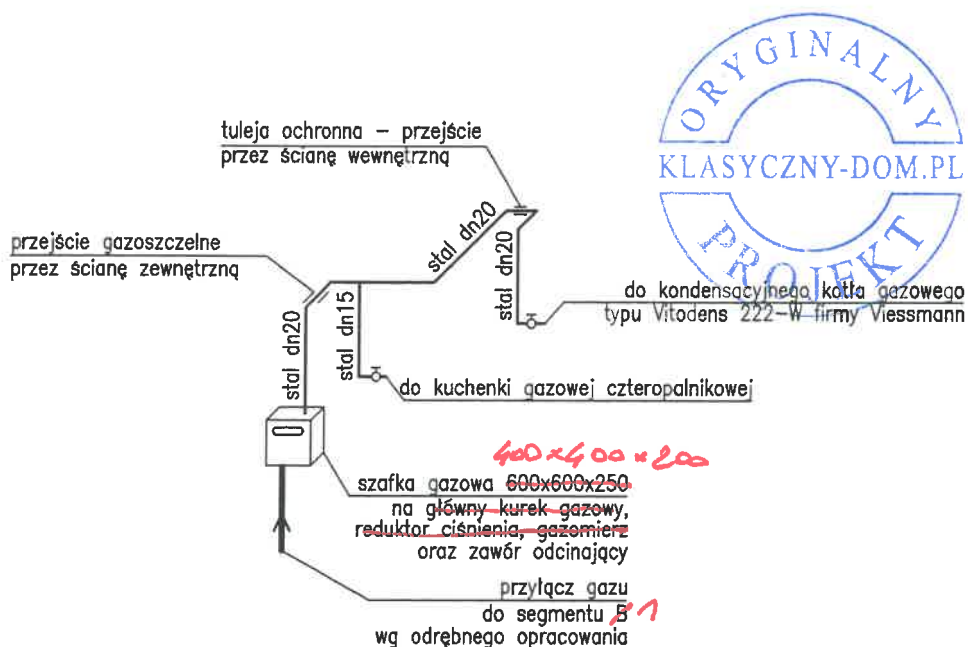 ORYGINALNY
KLASYCZNY-DOM.PL
PROJEKT
tuleja ochronna – przejście
przez ścianę wewnętrzną
przejście gazoszczelne
przez ścianę zewnętrzną
stal dn20
stal dn20
stal dn20
stal dn15
do kondensacyjnego kotła gazowego
typu Vitodens 222-W firmy Viessmann
do kuchenki gazowej czteropalnikowej
400x400x200
szafka gazowa 600x600x250
na główny kurek gazowy,
reduktor ciśnienia, gazomierz
oraz zawór odcinający
przyłącz gazu
do segmentu B 1
wg odrębnego opracowania